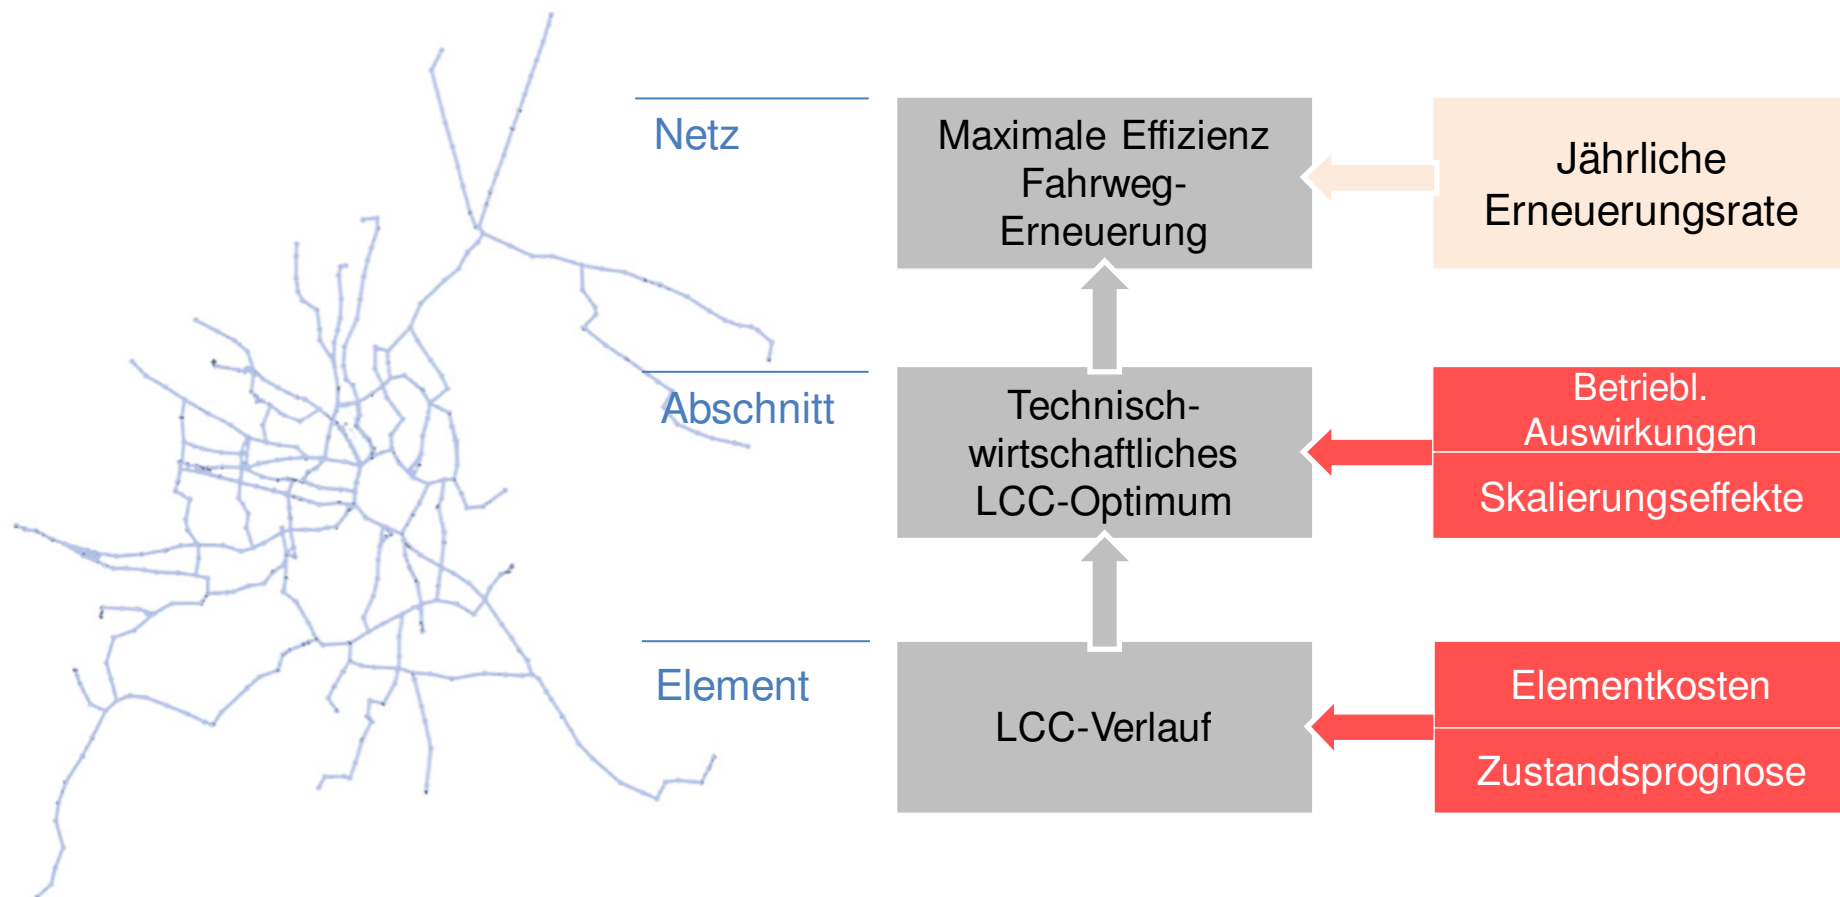 Netz
Maximale Effizienz
Fahrweg-
Erneuerung
Jährliche
Erneuerungsrate
Abschnitt
Technisch-
wirtschaftliches
LCC-Optimum
Betriebl.
Auswirkungen
Skalierungseffekte
Element
LCC-Verlauf
Elementkosten
Zustandsprognose